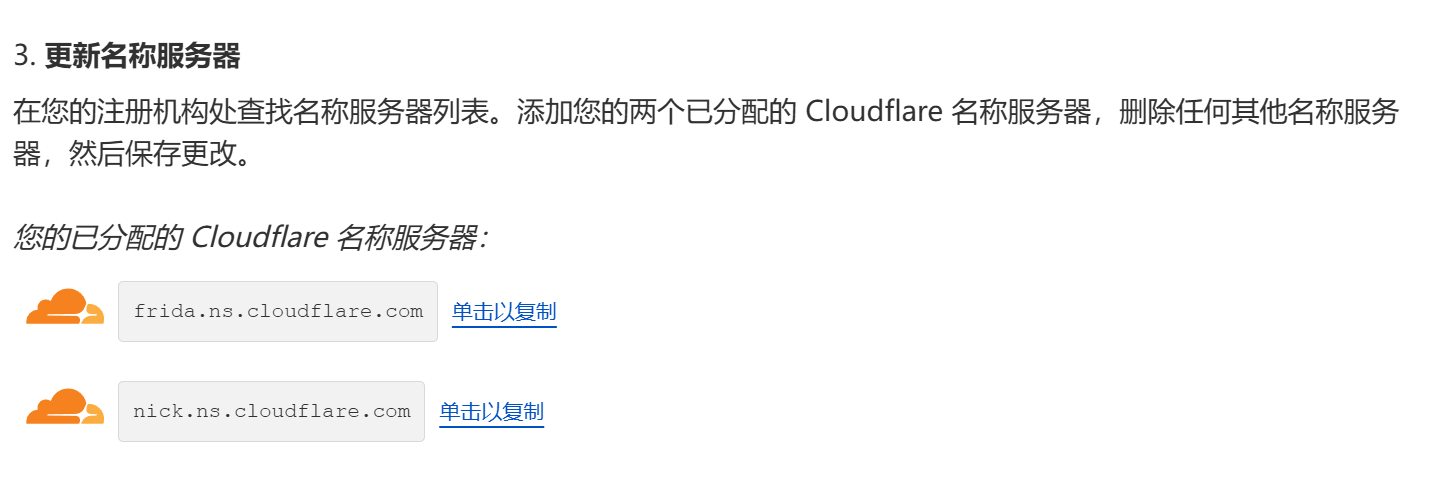 3. 更新名称服务器
在您的注册机构处查找名称服务器列表。添加您的两个已分配的 Cloudflare 名称服务器，删除任何其他名称服务
器，然后保存更改。
您的已分配的 Cloudflare 名称服务器：
frida.ns.cloudflare.com 单击以复制
nick.ns.cloudflare.com 单击以复制